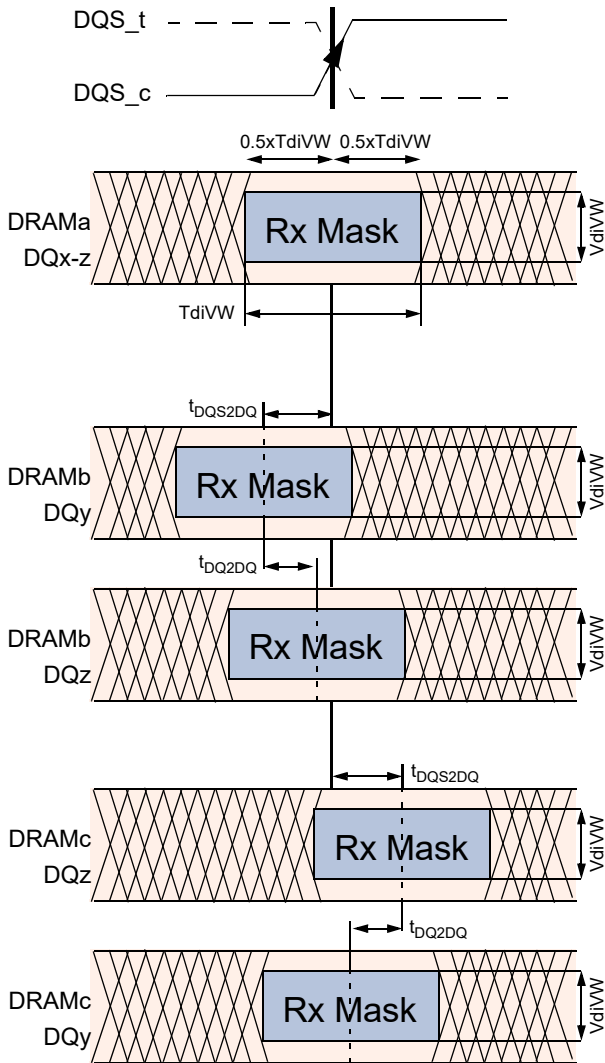 DQS_t
DQS_c
0.5xTdiVW 0.5xTdiVW
DRAMa
DQx-z
Rx Mask
VdiVW
TdiVW
tDQS2DQ
DRAMb
DQy
Rx Mask
VdiVW
tDQ2DQ
DRAMb
DQz
Rx Mask
VdiVW
tDQS2DQ
DRAMc
DQz
Rx Mask
VdiVW
tDQ2DQ
DRAMc
DQy
Rx Mask
VdiVW